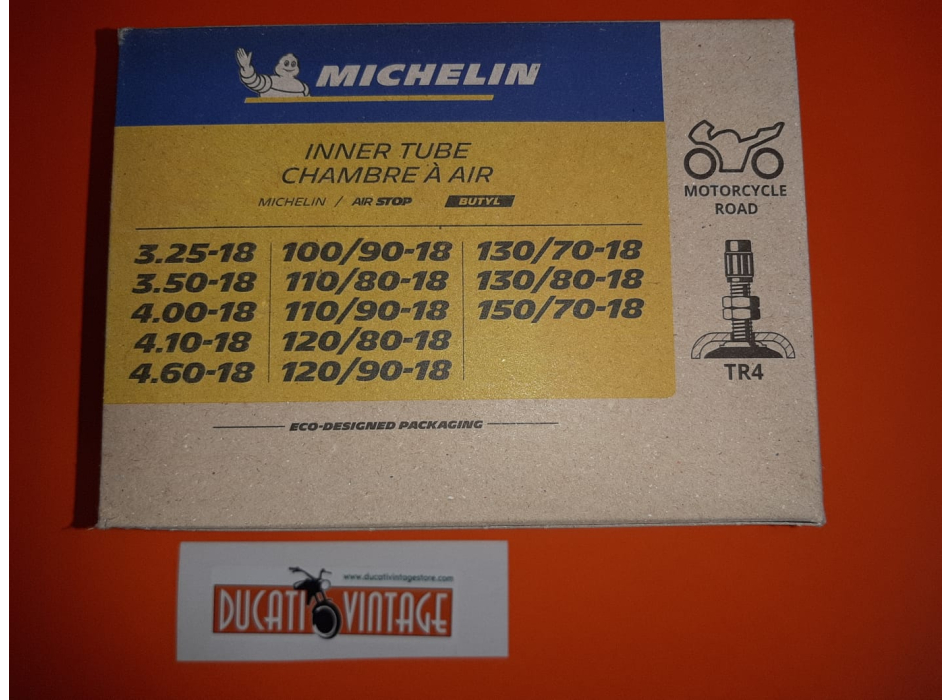 MICHELIN
INNER TUBE
CHAMBRE À AIR
MICHELIN / AIR STOP BUTYL
3.25-18 100/90-18 130/70-18
3.50-18 110/80-18 130/80-18
4.00-18 110/90-18 150/70-18
4.10-18 120/80-18
4.60-18 120/90-18
MOTORCYCLE
ROAD
TR4
ECO-DESIGNED PACKAGING
www.ducativintagestore.com
DUCATI VINTAGE